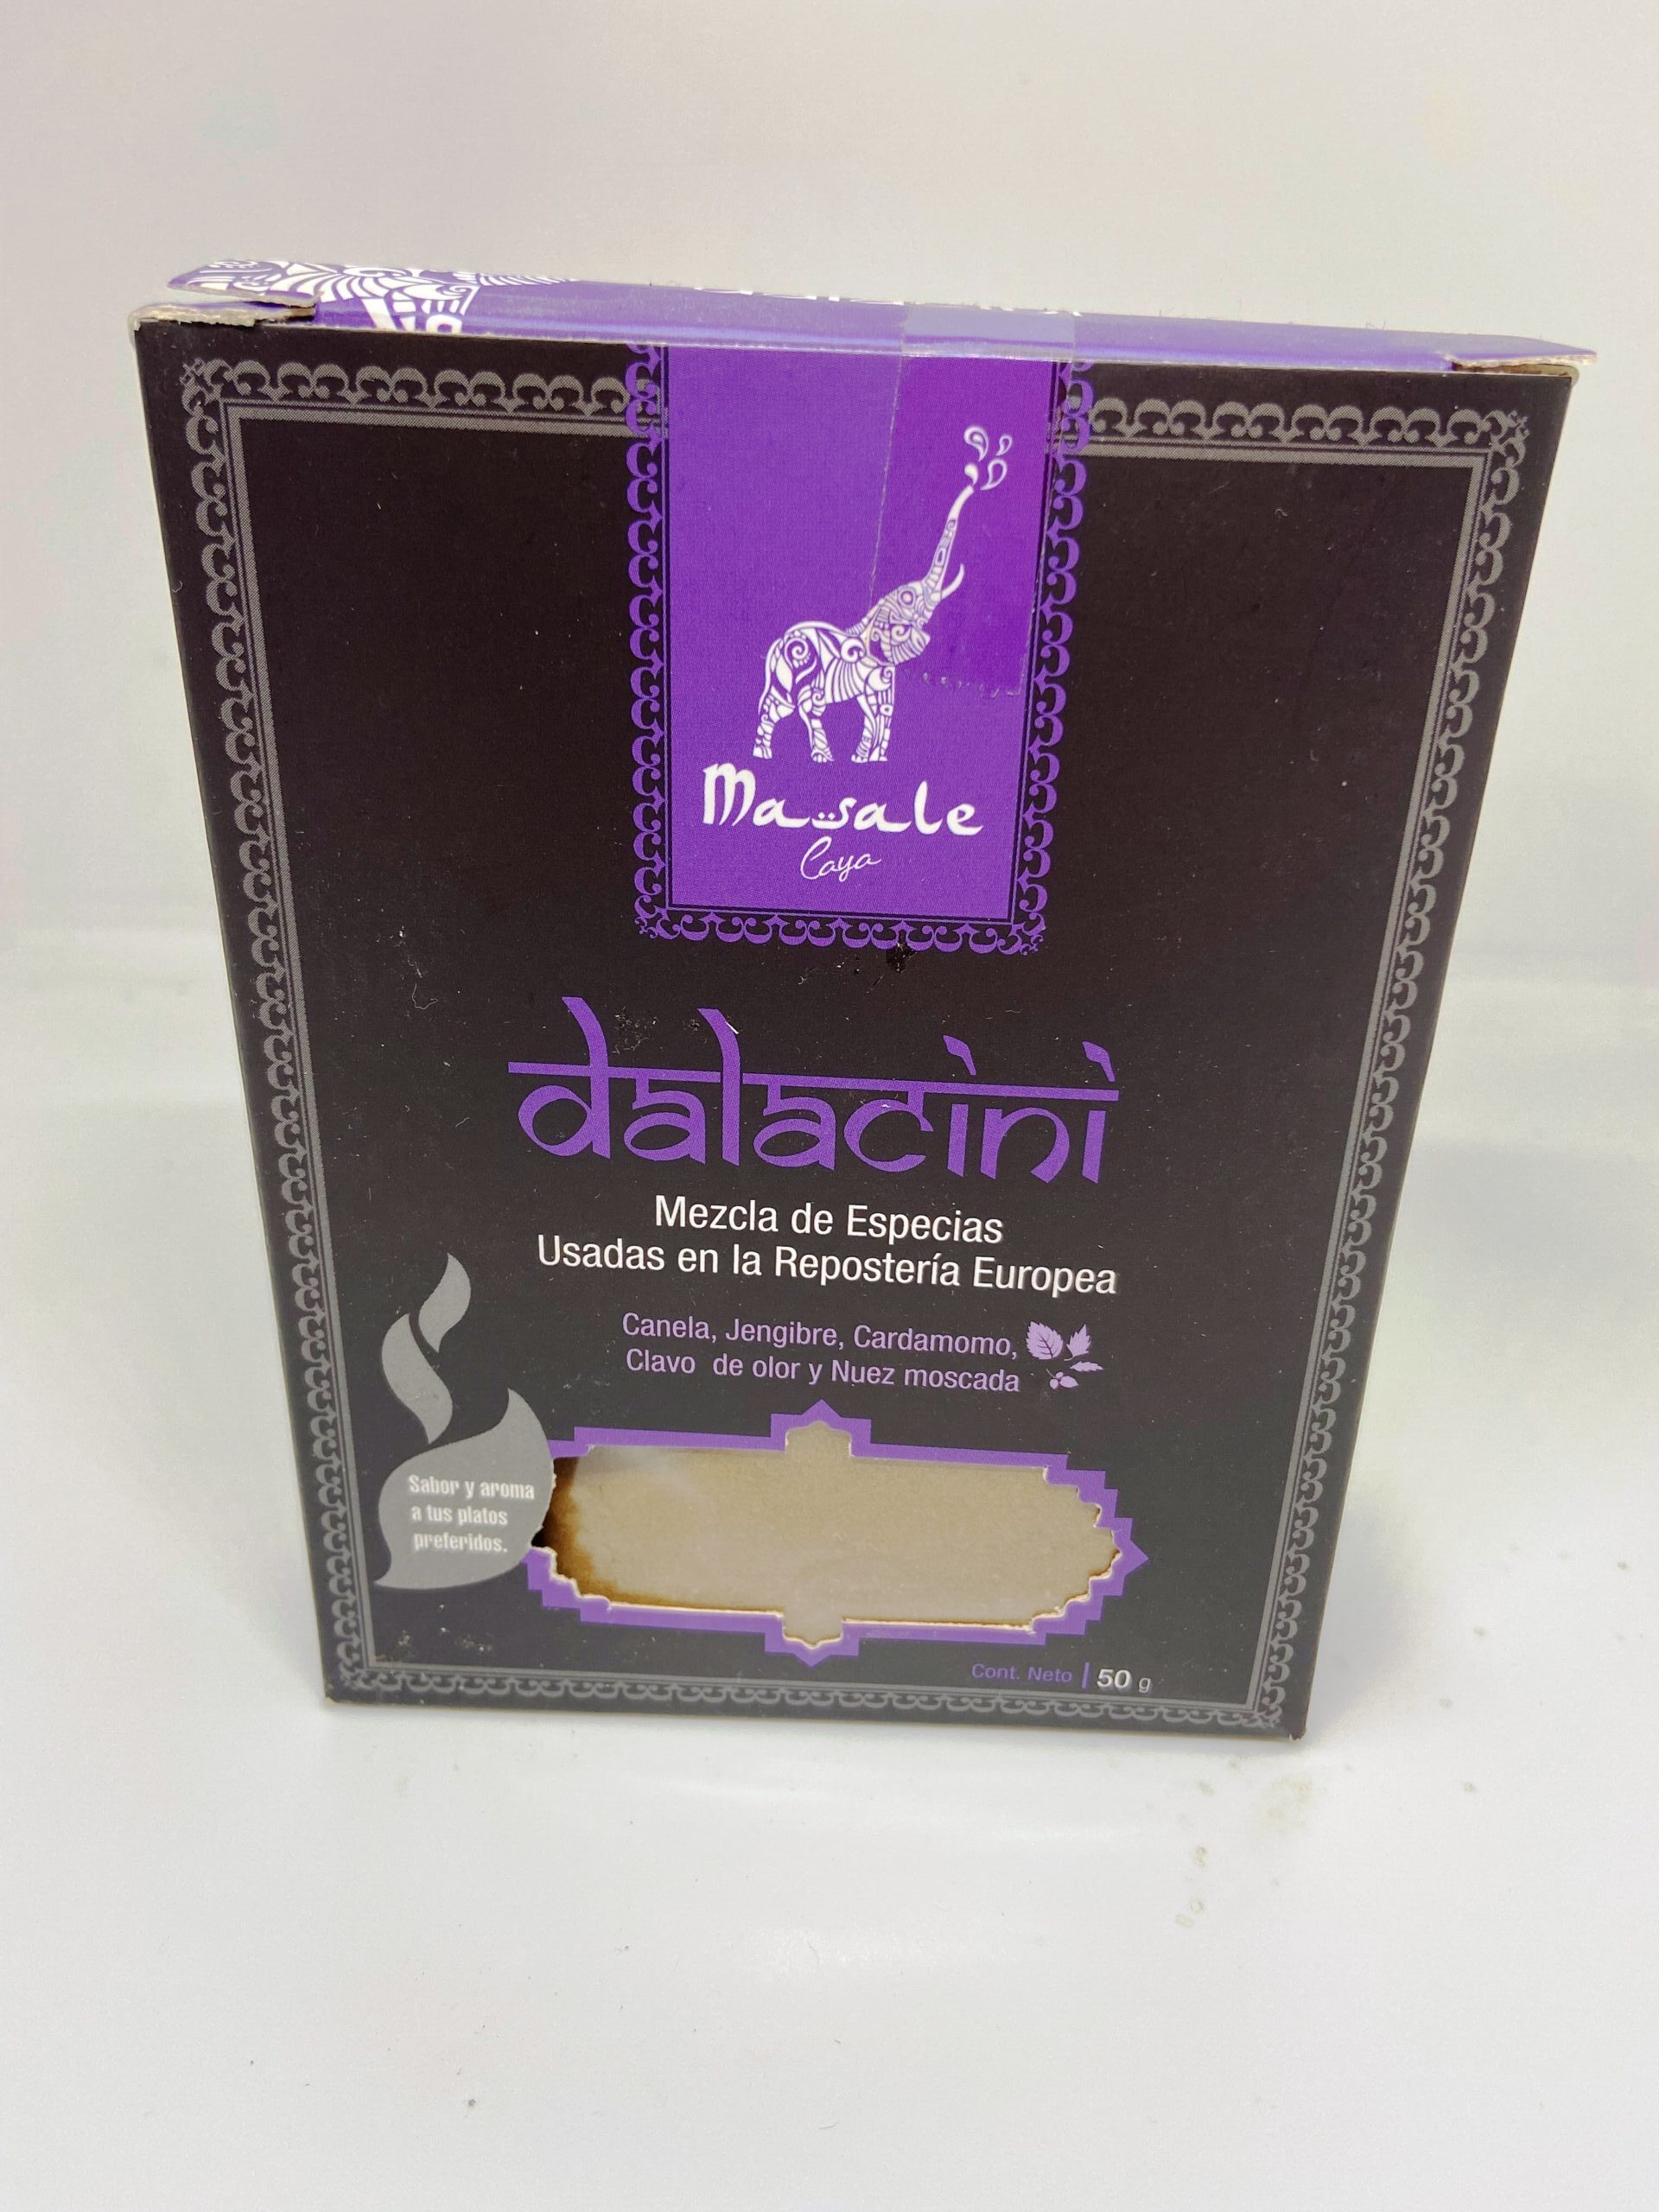 Masale
Caya
dalacini
Mezcla de Especias
Usadas en la Repostería Europea
Canela, Jengibre, Cardamomo,
Clavo de olor y Nuez moscada
Sabor y aroma
a tus platos
preferidos.
Cont. Neto | 50 g